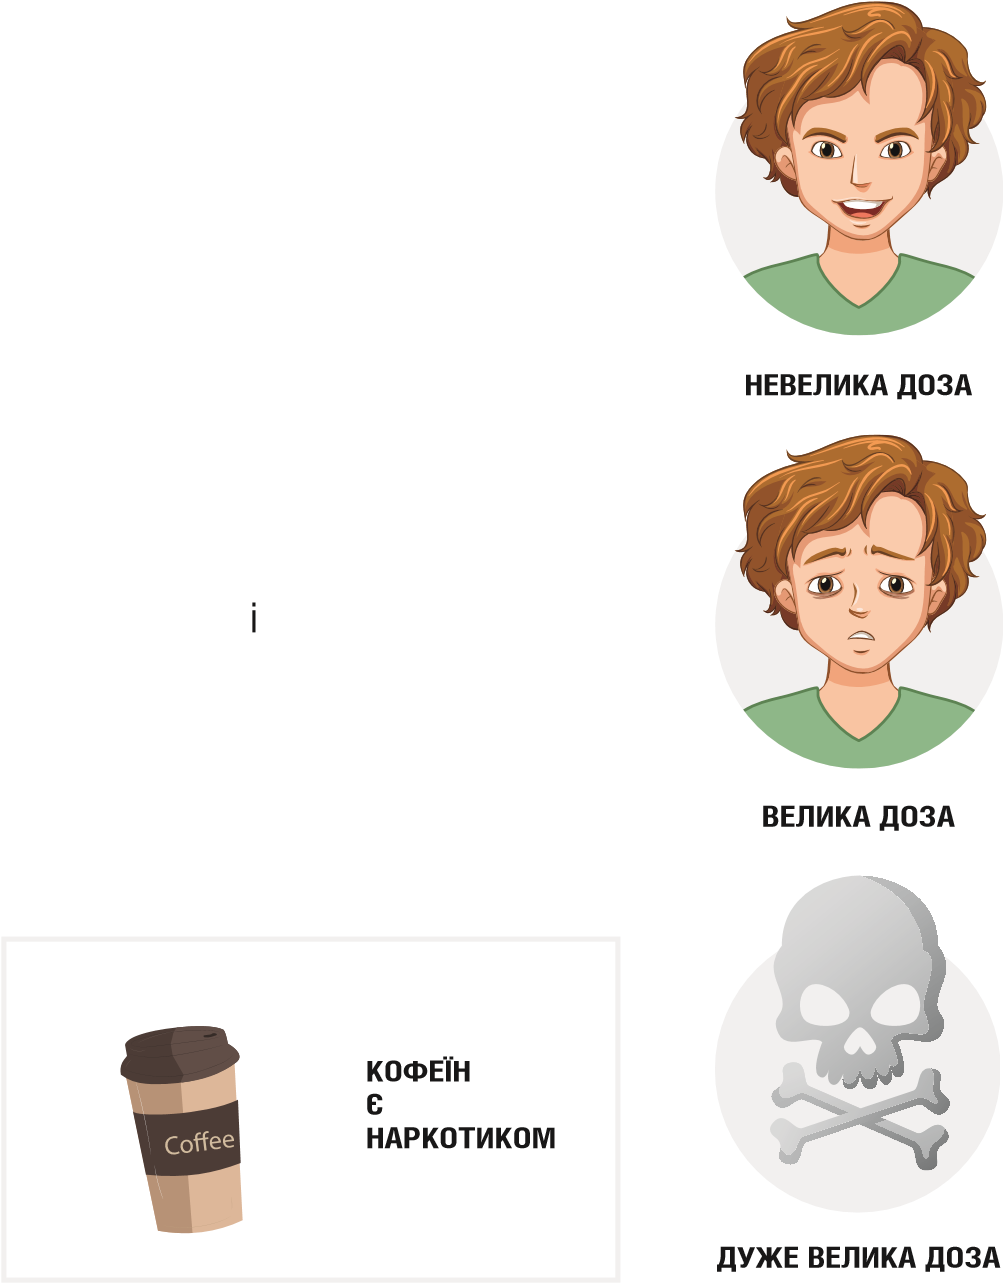 НЕВЕЛИКА ДОЗА
і
ВЕЛИКА ДОЗА
Coffee
КОФЕЇН
Є
НАРКОТИКОМ
ДУЖЕ ВЕЛИКА ДОЗА